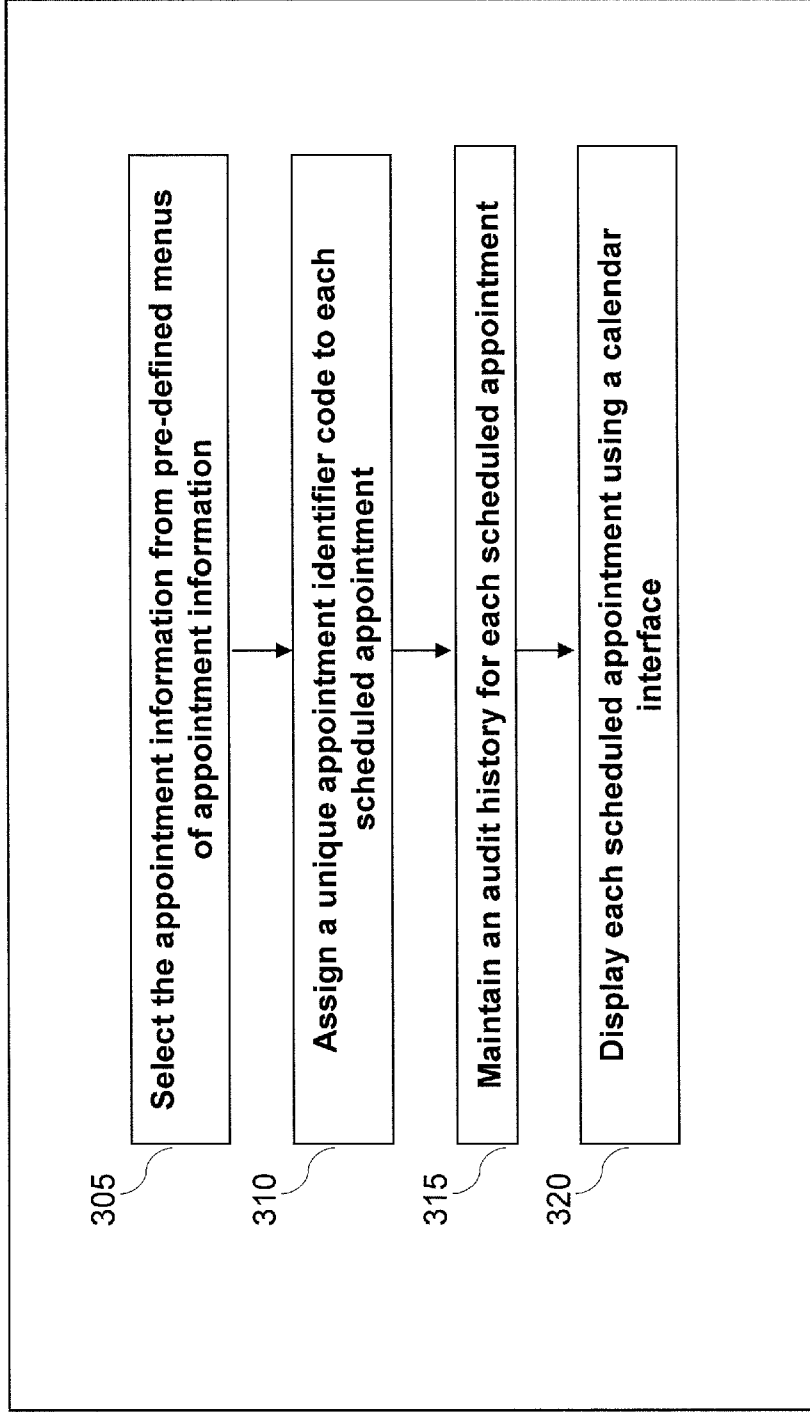 305
Select the appointment information from pre-defined menus
of appointment information
310
Assign a unique appointment identifier code to each
scheduled appointment
315
Maintain an audit history for each scheduled appointment
320
Display each scheduled appointment using a calendar
interface